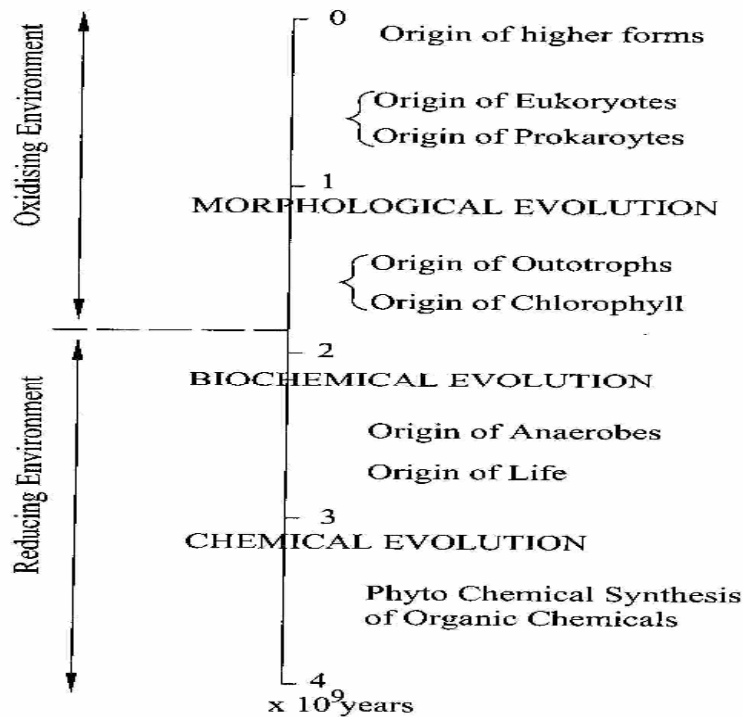 0
Origin of higher forms
Oxidising Environment
Origin of Eukoryotes
Origin of Prokaroytes
1
MORPHOLOGICAL EVOLUTION
Origin of Outotrophs
Origin of Chlorophyll
2
BIOCHEMICAL EVOLUTION
Reducing Environment
Origin of Anaerobes
Origin of Life
3
CHEMICAL EVOLUTION
Phyto Chemical Synthesis
of Organic Chemicals
4
x 10⁹ years